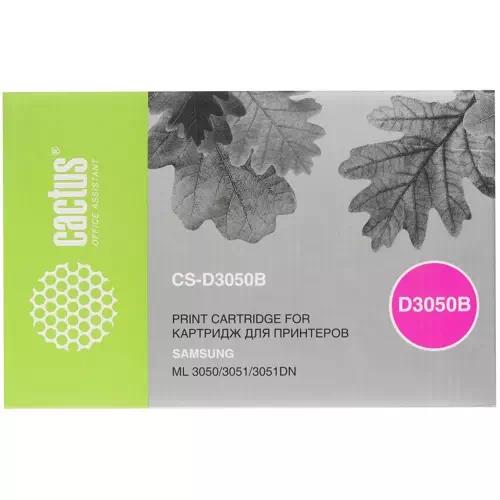 cactus®
OFFICE ASSISTANT
CS-D3050B
PRINT CARTRIDGE FOR
КАРТРИДЖ ДЛЯ ПРИНТЕРОВ
SAMSUNG
ML 3050/3051/3051DN
D3050B